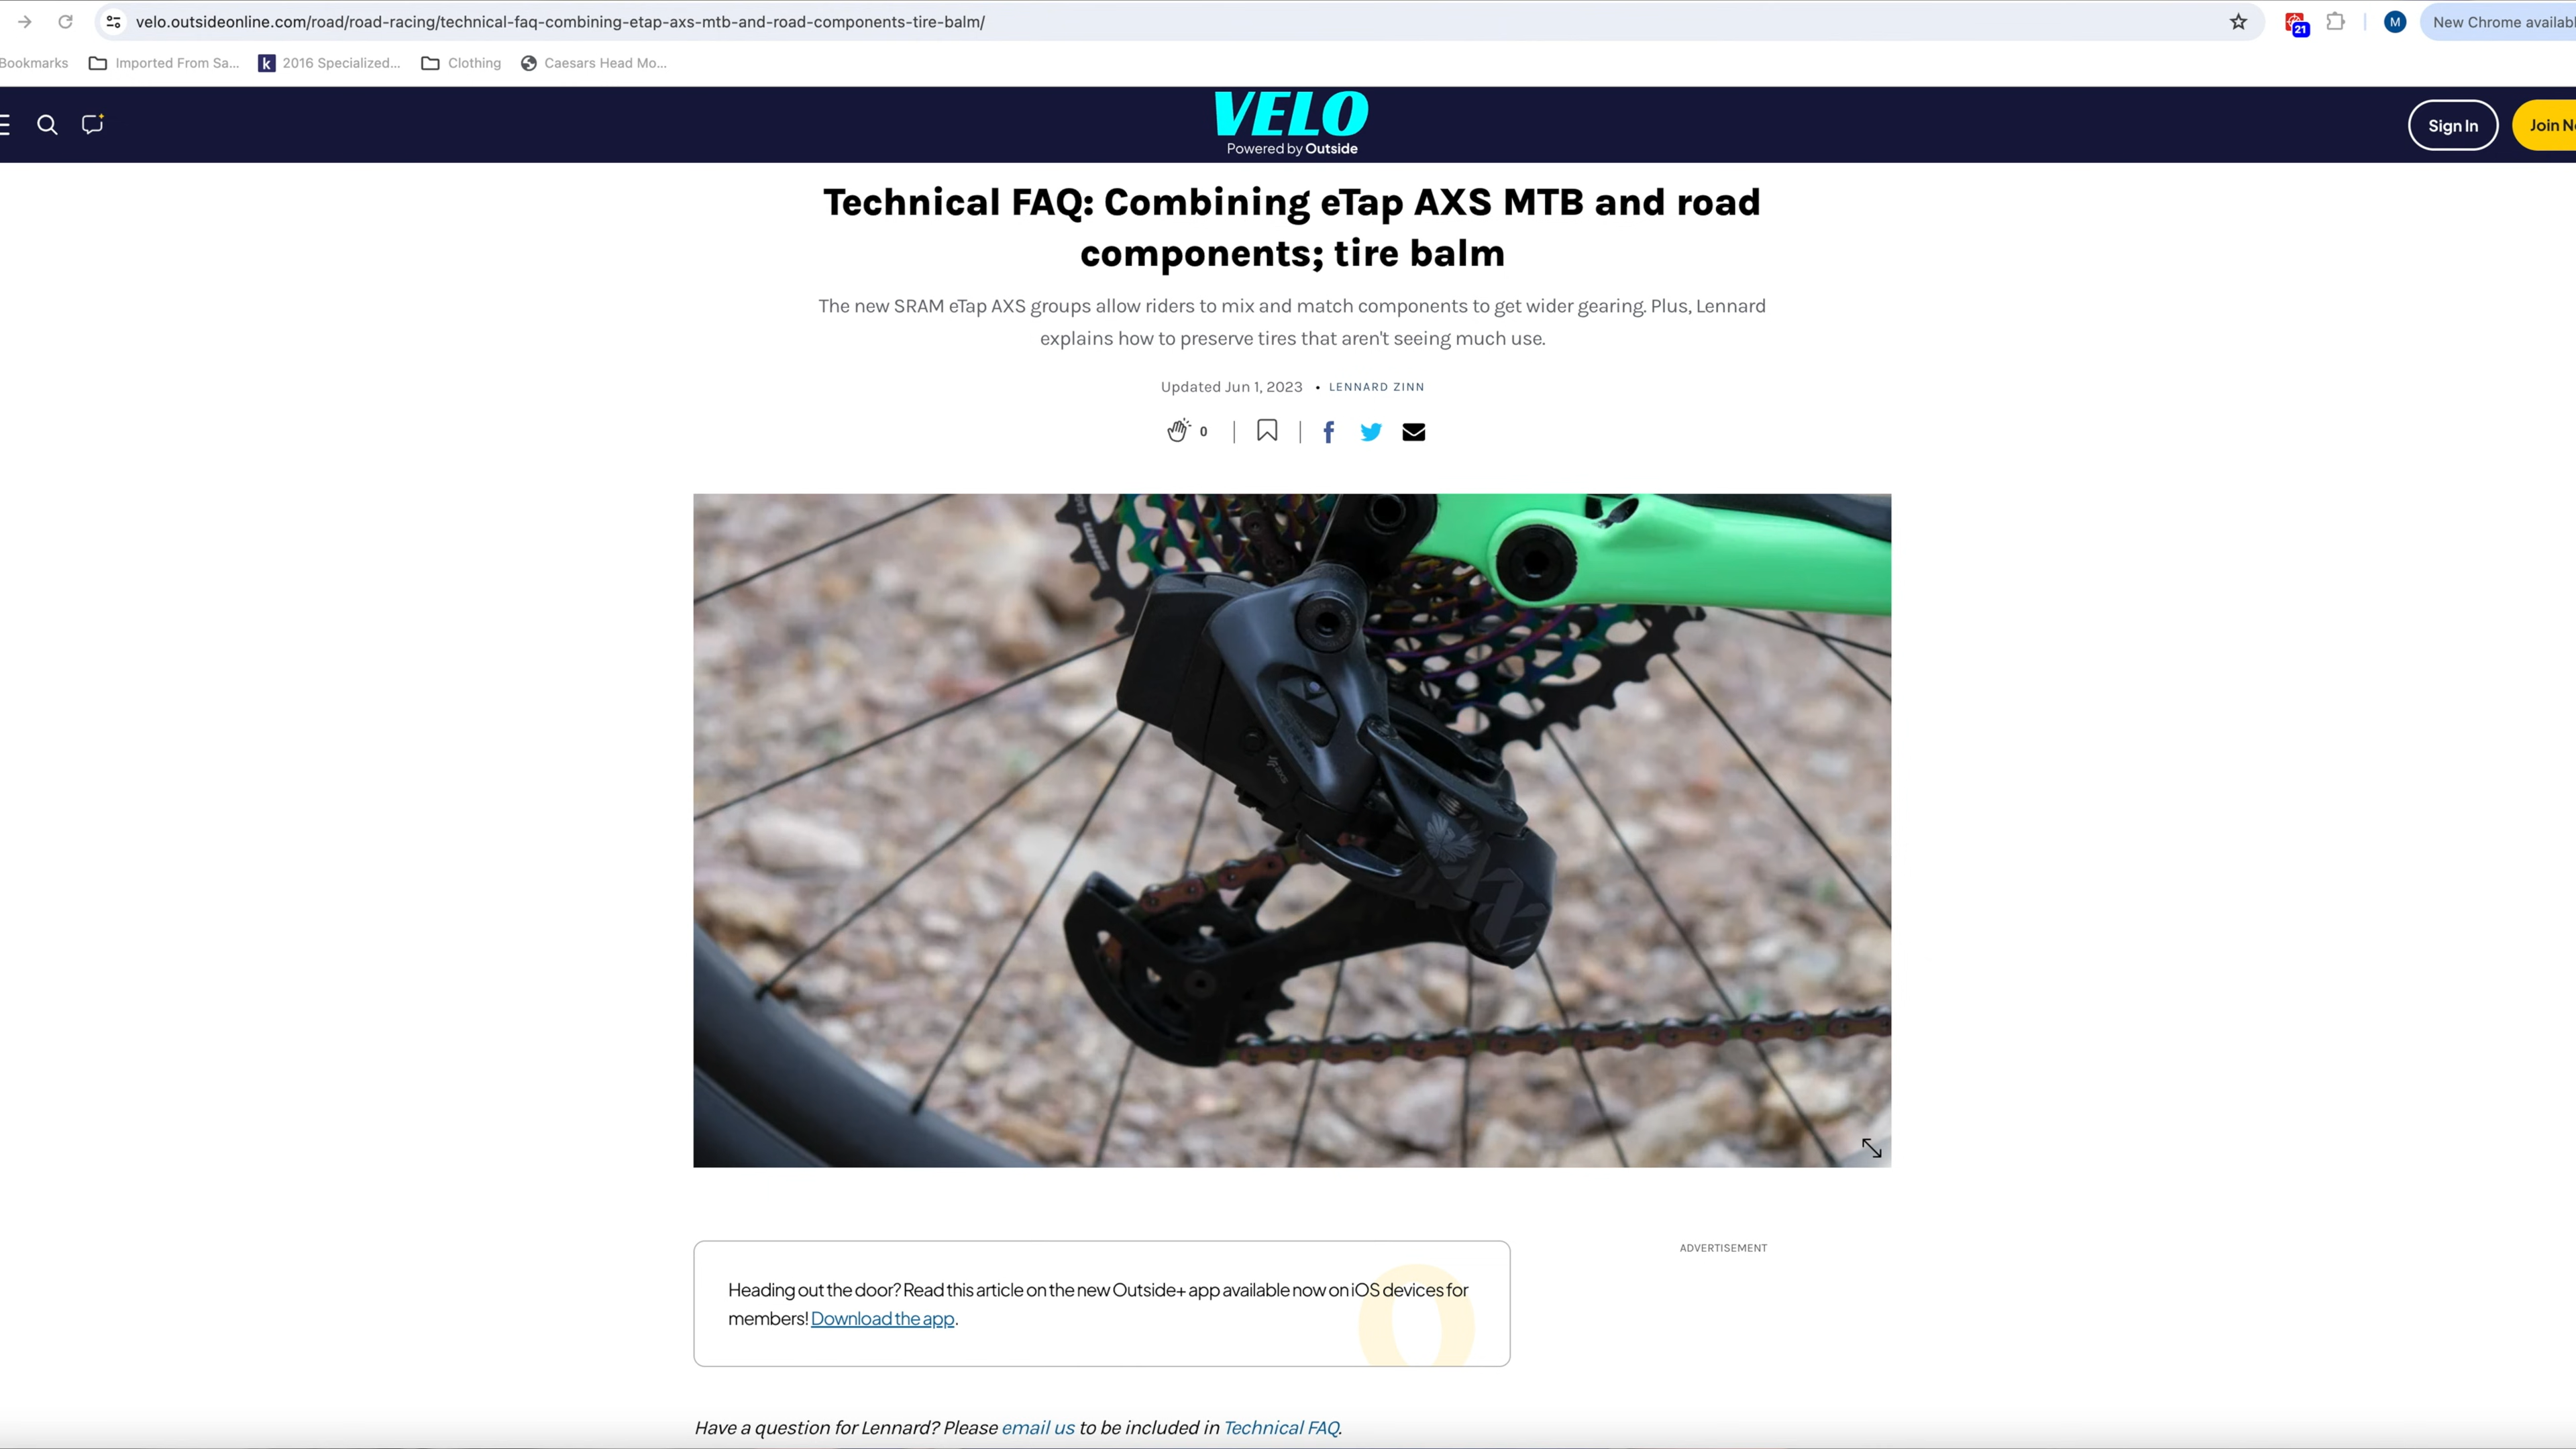 velo.outsideonline.com/road/road-racing/technical-faq-combining-etap-axs-mtb-and-road-components-tire-balm/
21
M
New Chrome availabl
Bookmarks
Imported From Sa...
k
2016 Specialized...
Clothing
Caesars Head Mo...
VELO
Powered by Outside
Sign In
Join N
Technical FAQ: Combining eTap AXS MTB and road
components; tire balm
The new SRAM eTap AXS groups allow riders to mix and match components to get wider gearing. Plus, Lennard
explains how to preserve tires that aren't seeing much use.
Updated Jun 1, 2023 • LENNARD ZINN
0
SRAM
AXS
ADVERTISEMENT
Heading out the door? Read this article on the new Outside+ app available now on iOS devices for
members! Download the app.
Have a question for Lennard? Please email us to be included in Technical FAQ.